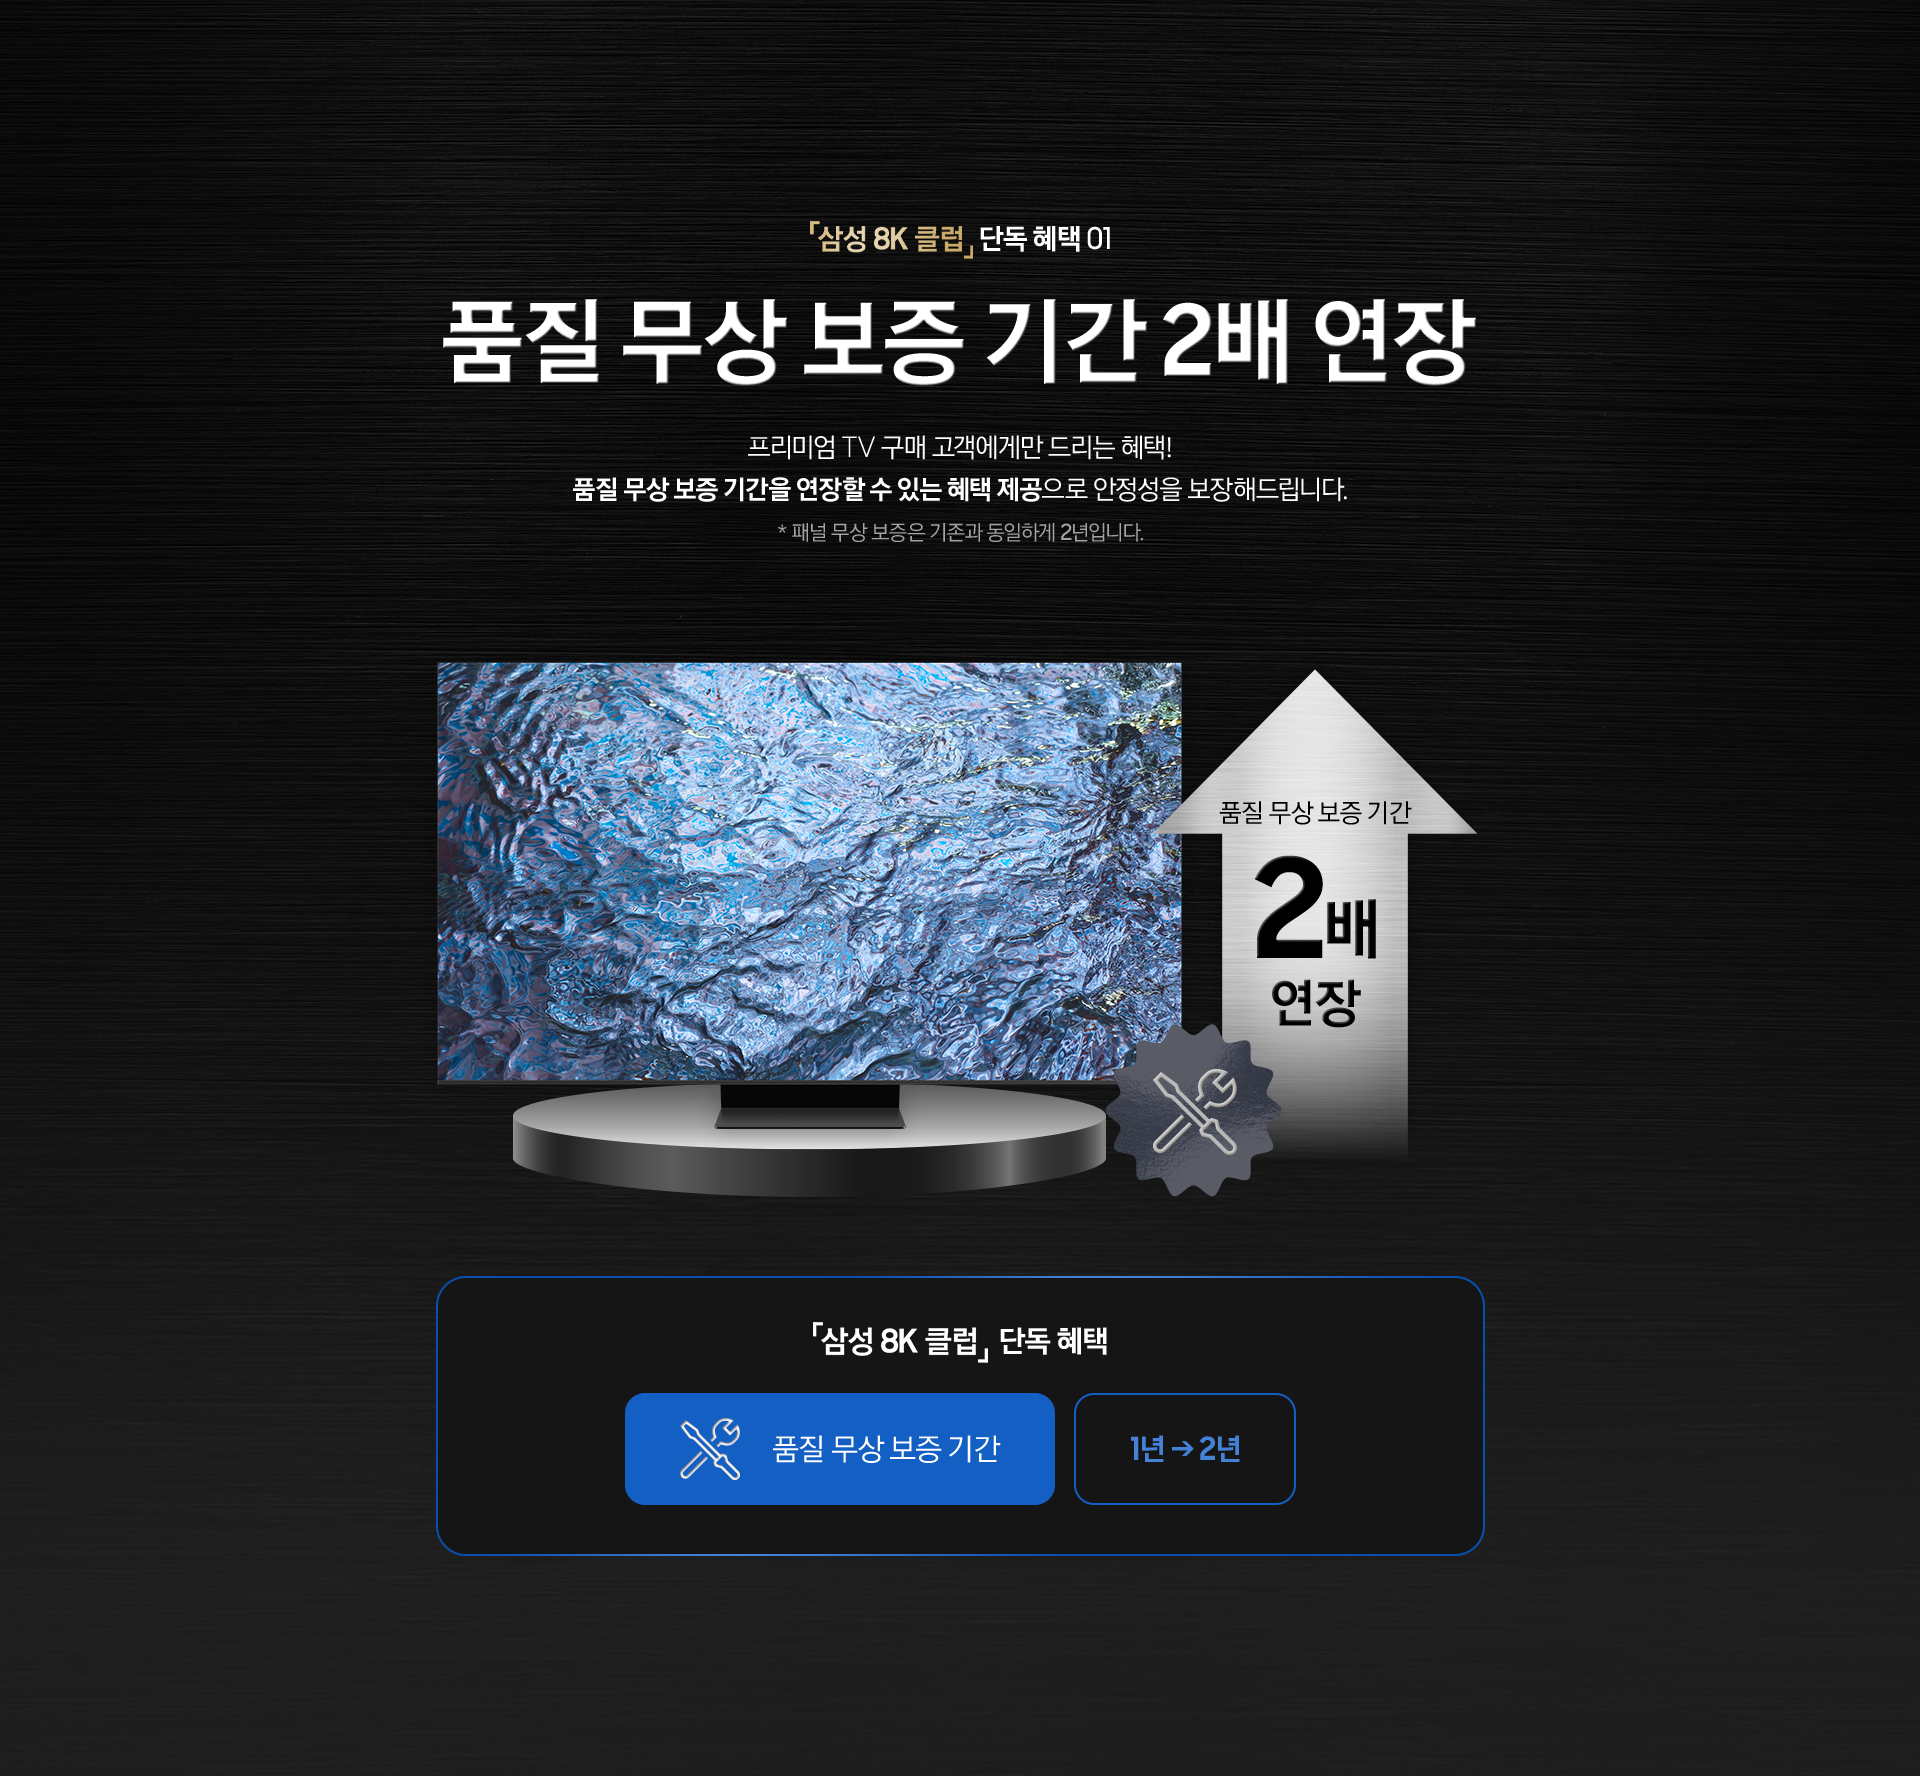 「삼성 8K 클럽」 단독 혜택 01
품질 무상 보증 기간 2배 연장
프리미엄 TV 구매 고객에게만 드리는 혜택!
품질 무상 보증 기간을 연장할 수 있는 혜택 제공으로 안정성을 보장해드립니다.
* 패널 무상 보증은 기존과 동일하게 2년입니다.
품질 무상 보증 기간
2배
연장
「삼성 8K 클럽」 단독 혜택
품질 무상 보증 기간
1년 → 2년